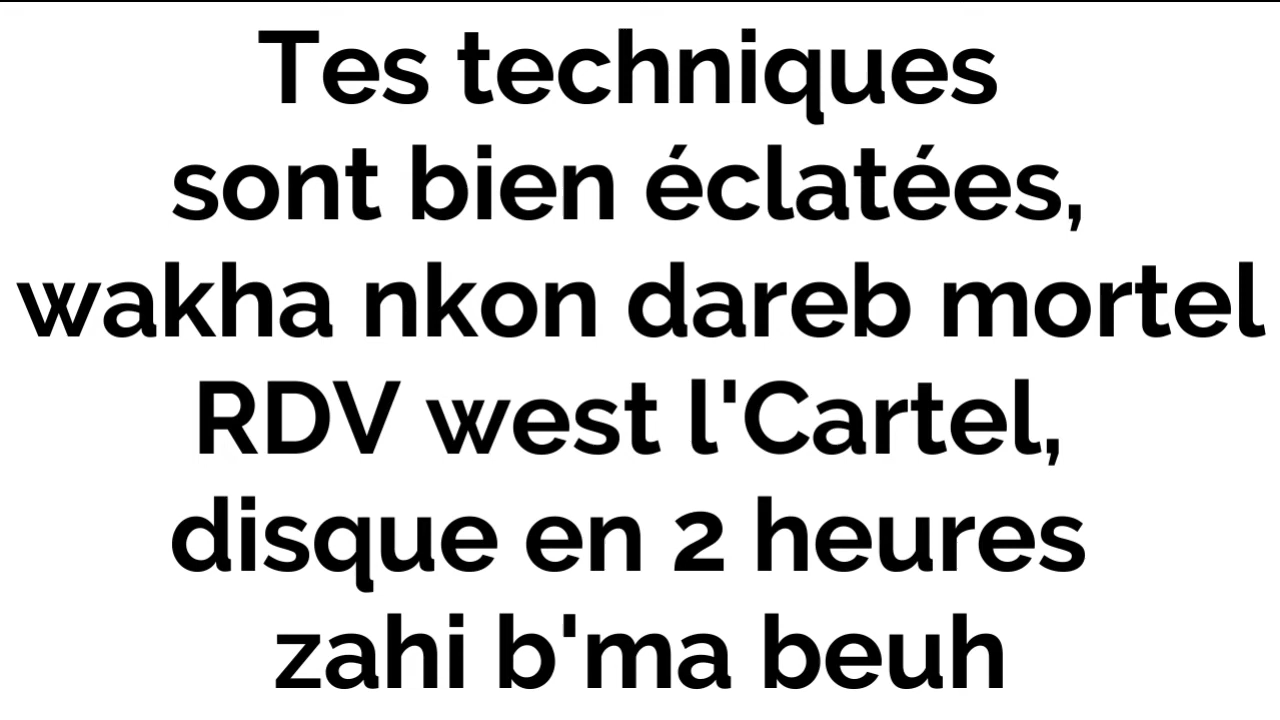 Tes techniques
sont bien éclatées,
wakha nkon dareb mortel
RDV west l'Cartel,
disque en 2 heures
zahi b'ma beuh